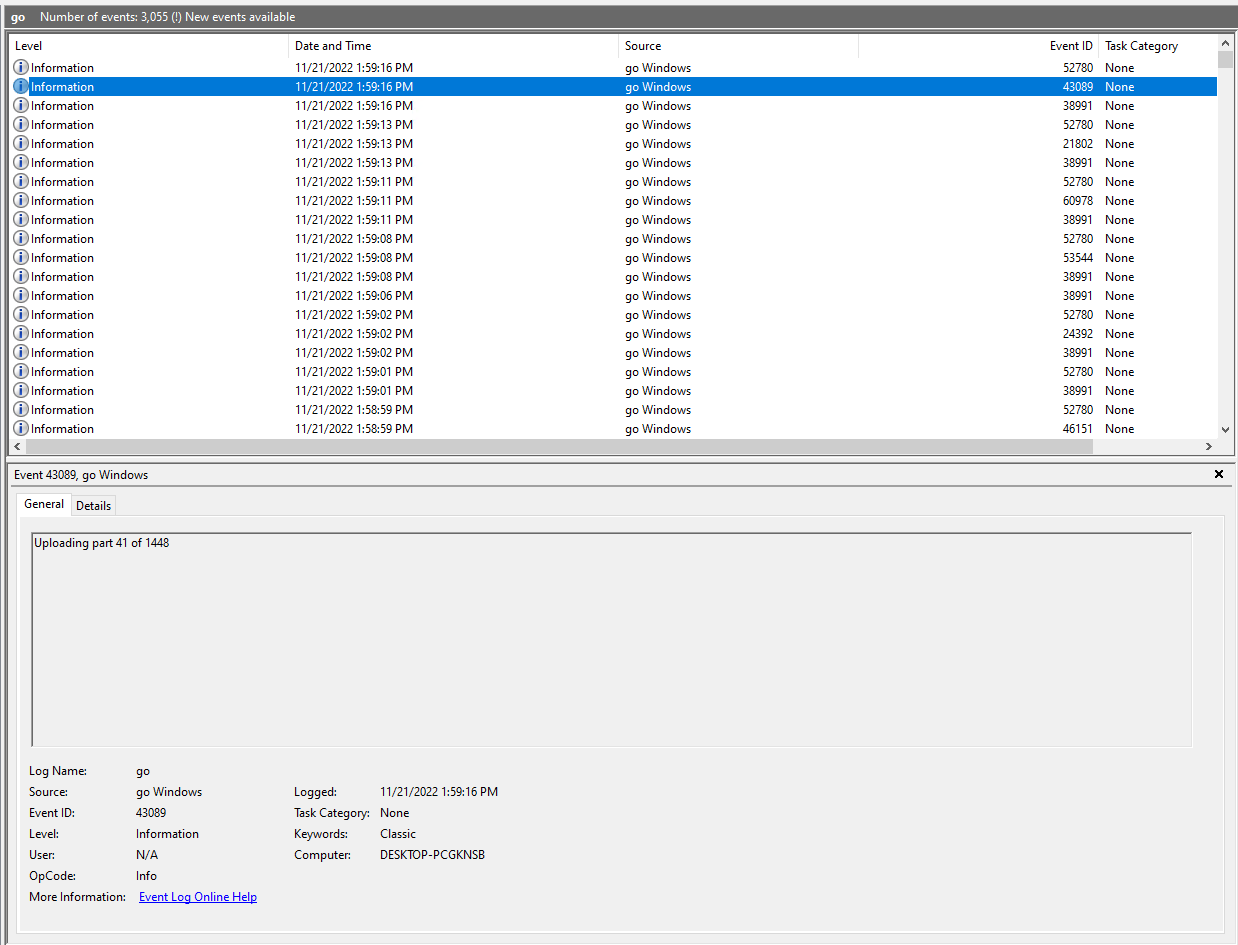 go Number of events: 3,055 (!) New events available
Level Date and Time Source Event ID Task Category
Information 11/21/2022 1:59:16 PM go Windows 52780 None
Information 11/21/2022 1:59:16 PM go Windows 43089 None
Information 11/21/2022 1:59:16 PM go Windows 38991 None
Information 11/21/2022 1:59:13 PM go Windows 52780 None
Information 11/21/2022 1:59:13 PM go Windows 21802 None
Information 11/21/2022 1:59:13 PM go Windows 38991 None
Information 11/21/2022 1:59:11 PM go Windows 52780 None
Information 11/21/2022 1:59:11 PM go Windows 60978 None
Information 11/21/2022 1:59:11 PM go Windows 38991 None
Information 11/21/2022 1:59:08 PM go Windows 52780 None
Information 11/21/2022 1:59:08 PM go Windows 53544 None
Information 11/21/2022 1:59:08 PM go Windows 38991 None
Information 11/21/2022 1:59:06 PM go Windows 38991 None
Information 11/21/2022 1:59:02 PM go Windows 52780 None
Information 11/21/2022 1:59:02 PM go Windows 24392 None
Information 11/21/2022 1:59:02 PM go Windows 38991 None
Information 11/21/2022 1:59:01 PM go Windows 52780 None
Information 11/21/2022 1:59:01 PM go Windows 38991 None
Information 11/21/2022 1:58:59 PM go Windows 52780 None
Information 11/21/2022 1:58:59 PM go Windows 46151 None
Event 43089, go Windows
General Details
Uploading part 41 of 1448
Log Name: go
Source: go Windows Logged: 11/21/2022 1:59:16 PM
Event ID: 43089 Task Category: None
Level: Information Keywords: Classic
User: N/A Computer: DESKTOP-PCGKNSB
OpCode: Info
More Information: Event Log Online Help